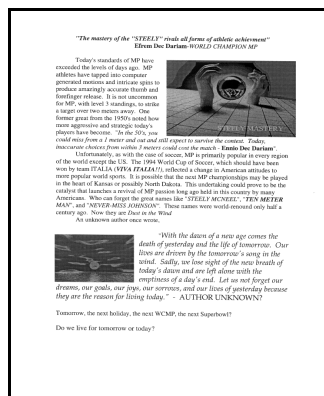 "The mastery of the "STEELY" rivals all forms of athletic achievment"
Efrem Dec Dariam-WORLD CHAMPION MP
Today's standards of MP have
exceeded the levels of days ago. MP
athletes have tapped into computer
generated motions and intricate spins to
produce amazingly accurate thumb and
forefinger release. It is not uncommon
for MP, with level 3 standings, to strike
a target over two meters away. One
former great from the 1950's noted how
more aggressive and strategic today's
players have become. "In the 50's, you
could miss from a 1 meter and out and still expect to survive the contest. Today,
inaccurate choices from within 3 meters could cost the match - Ennio Dec Dariam".
STEELY MASTERY
Unfortunately, as with the case of soccer, MP is primarily popular in every region
of the world except the US. The 1994 World Cup of Soccer, which should have been
won by team ITALIA (VIVA ITALIA!!), reflected a change in American attitudes to
more popular world sports. It is possible that the next MP championships may be played
in the heart of Kansas or possibly North Dakota. This undertaking could prove to be the
catalyst that launches a revival of MP passion long ago held in this country by many
Americans. Who can forget the great names like "STEELY MCNEEL", "TEN METER
MAN", and "NEVER-MISS JOHNSON". These names were world-renound only half a
century ago. Now they are Dust in the Wind
An unknown author once wrote,
"With the dawn of a new age comes the
death of yesterday and the life of tomorrow. Our
lives are driven by the tomorrow's song in the
wind. Sadly, we lose sight of the new breath of
today's dawn and are left alone with the
emptiness of a day's end. Let us not forget our
dreams, our goals, our joys, our sorrows, and our lives of yesterday because
they are the reason for living today." - AUTHOR UNKNOWN?
Tomorrow, the next holiday, the next WCMP, the next Superbowl?
Do we live for tomorrow or today?